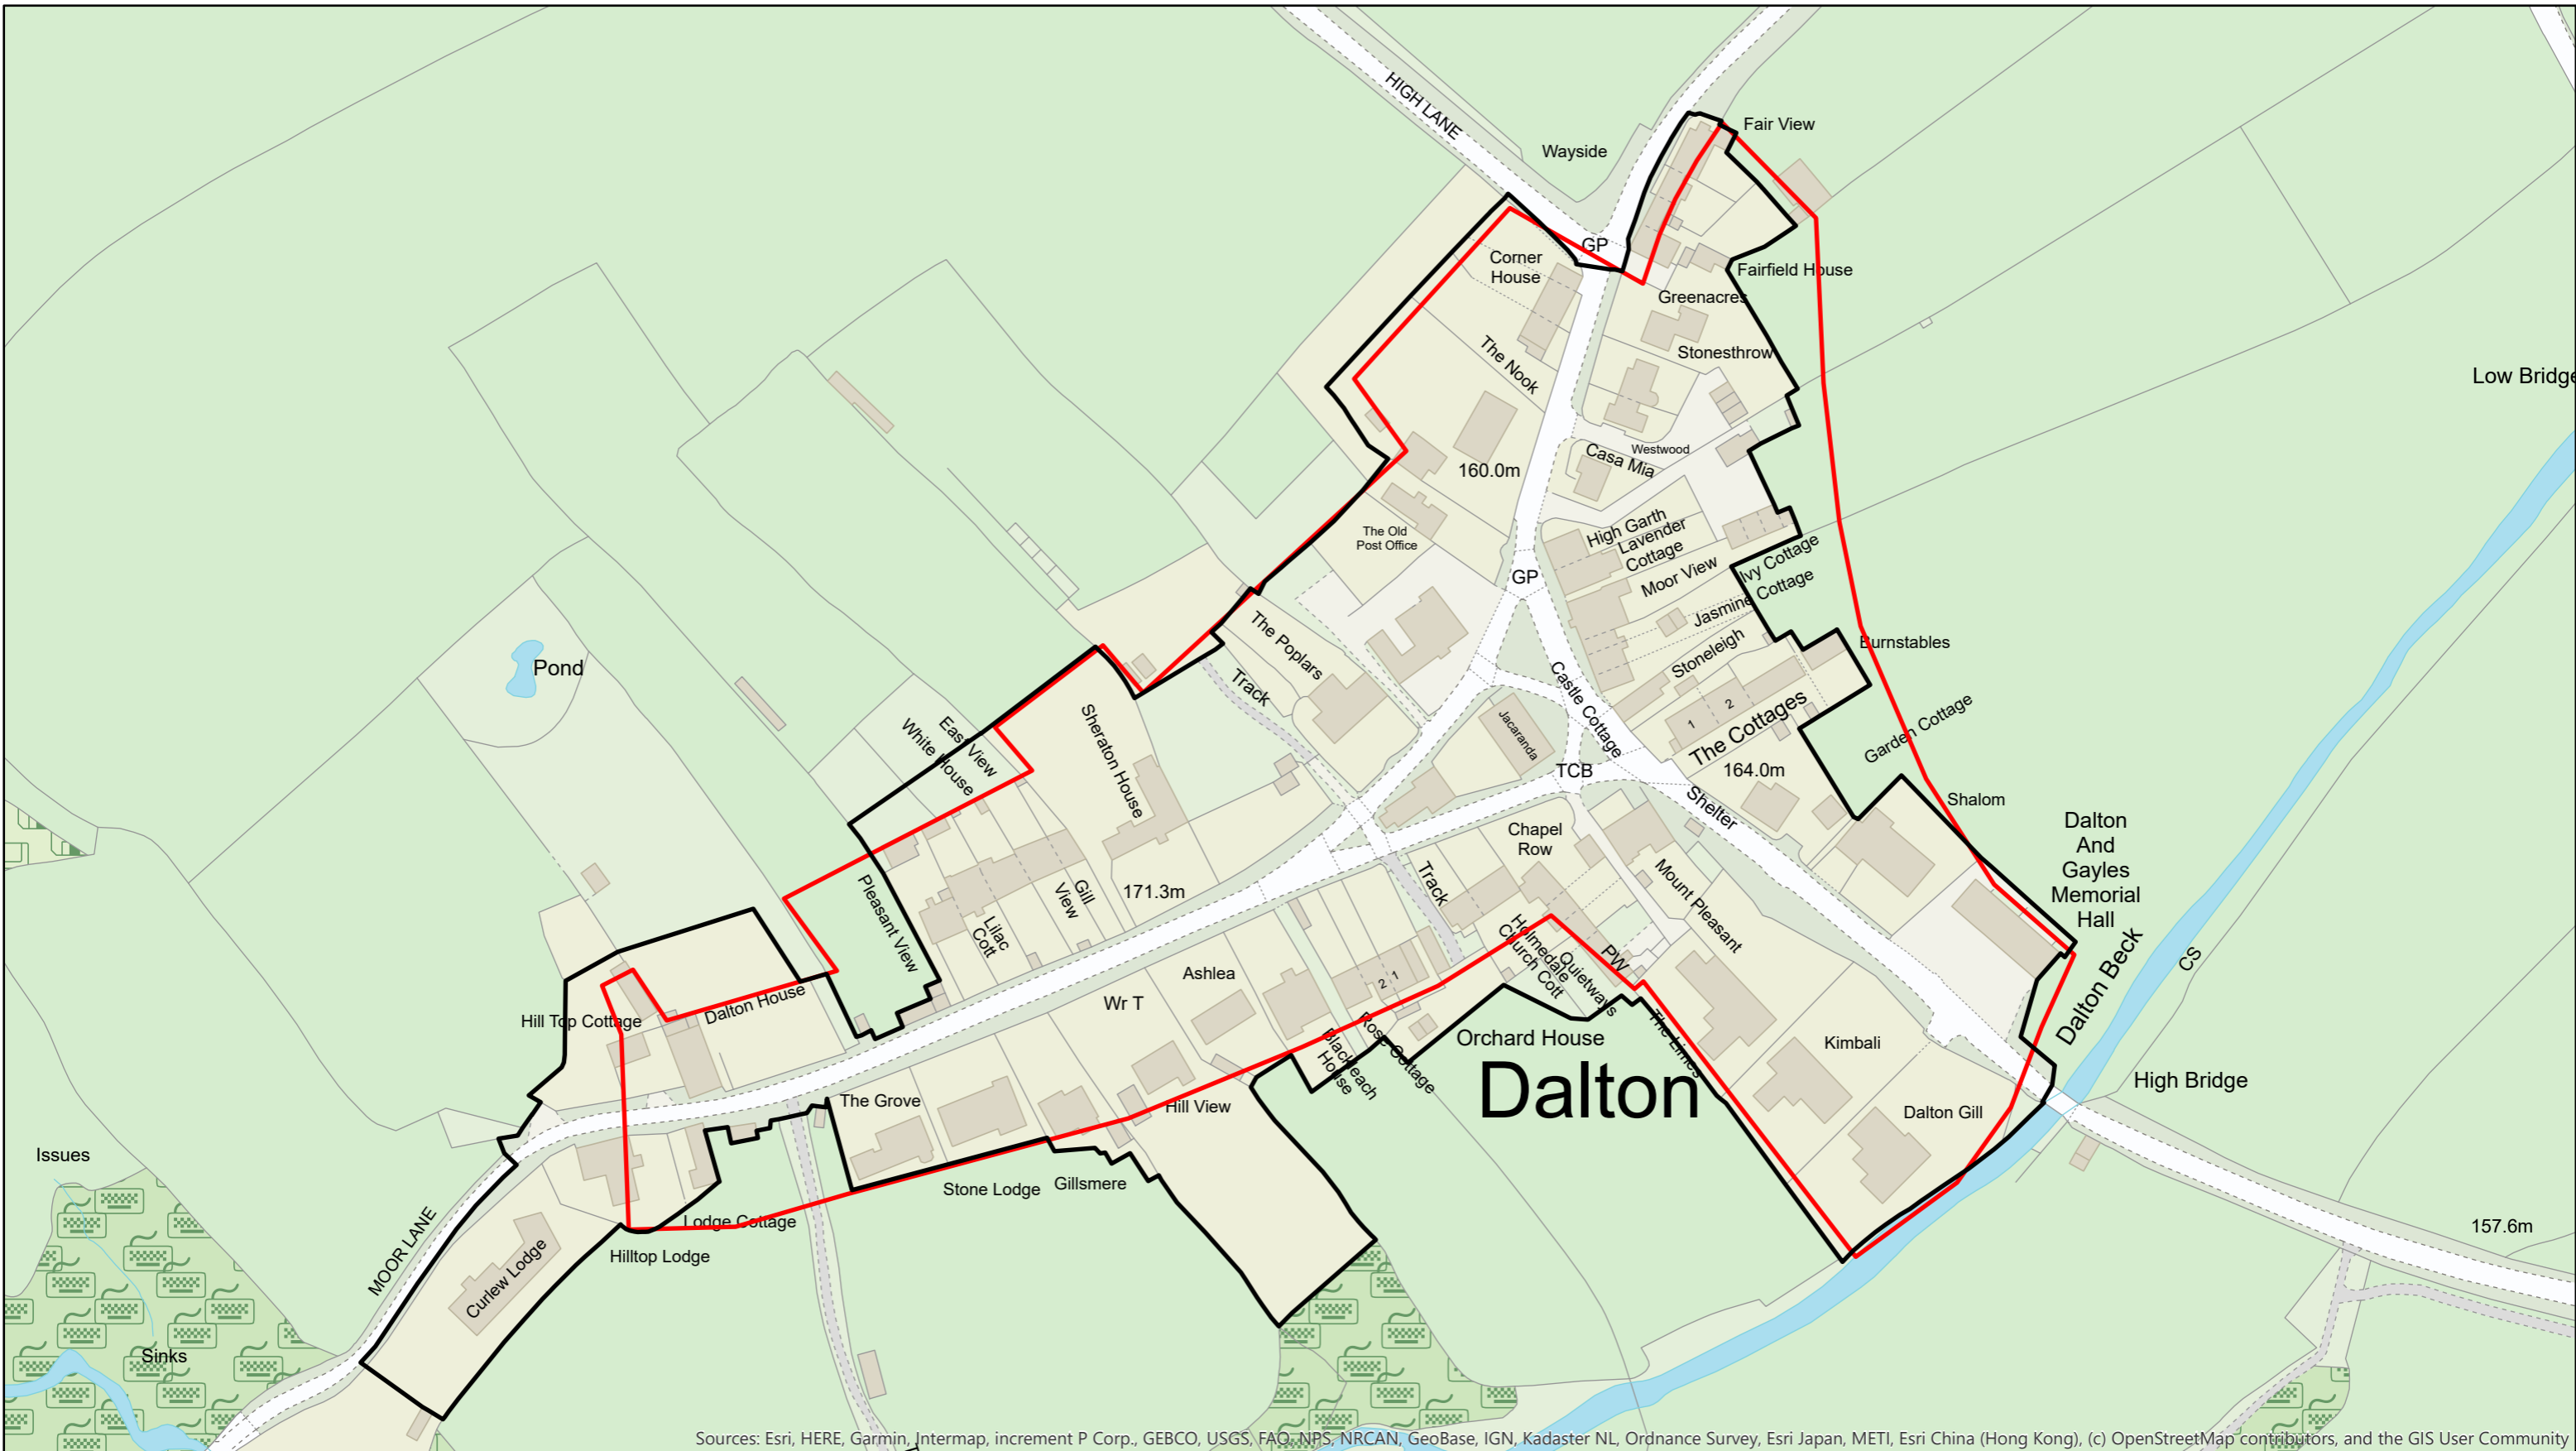 HIGH LANE
Wayside
Fair View
GP
Corner
House
Fairfield House
Greenacres
The Nook
Stonesthrow
Low Bridge
Westwood
Casa Mia
160.0m
The Old
Post Office
High Garth
Lavender
Cottage
Moor View
Ivy Cottage
Jasmine Cottage
GP
Stoneleigh
Burnstables
The Poplars
Track
Pond
Castle Cottage
Jacaranda
1
2
The Cottages
Garden Cottage
East View
White House
Sheraton House
TCB
164.0m
Shelter
Shalom
Dalton
And
Gayles
Memorial
Hall
Chapel
Row
Track
Mount Pleasant
Pleasant View
Lilac
Cott
Gill
View
171.3m
Holmedale
Church Cott
Quietways
PW
Dalton Beck
CS
Ashlea
Wr T
2
1
Dalton House
Hill Top Cottage
Rose Cottage
Orchard House
The Limes
Kimbali
Dalton
High Bridge
The Grove
Hill View
Dalton Gill
Issues
Stone Lodge
Gillsmere
Lodge Cottage
Hilltop Lodge
MOOR LANE
Curlew Lodge
157.6m
Sinks
Sources: Esri, HERE, Garmin, Intermap, increment P Corp., GEBCO, USGS, FAO, NPS, NRCAN, GeoBase, IGN, Kadaster NL, Ordnance Survey, Esri Japan, METI, Esri China (Hong Kong), (c) OpenStreetMap contributors, and the GIS User Community